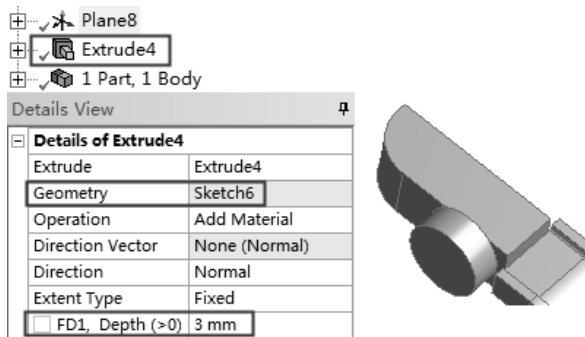 Plane8
Extrude4
1 Part, 1 Body
Details View
Details of Extrude4
Extrude Extrude4
Geometry Sketch6
Operation Add Material
Direction Vector None (Normal)
Direction Normal
Extent Type Fixed
FD1, Depth (>0) 3 mm